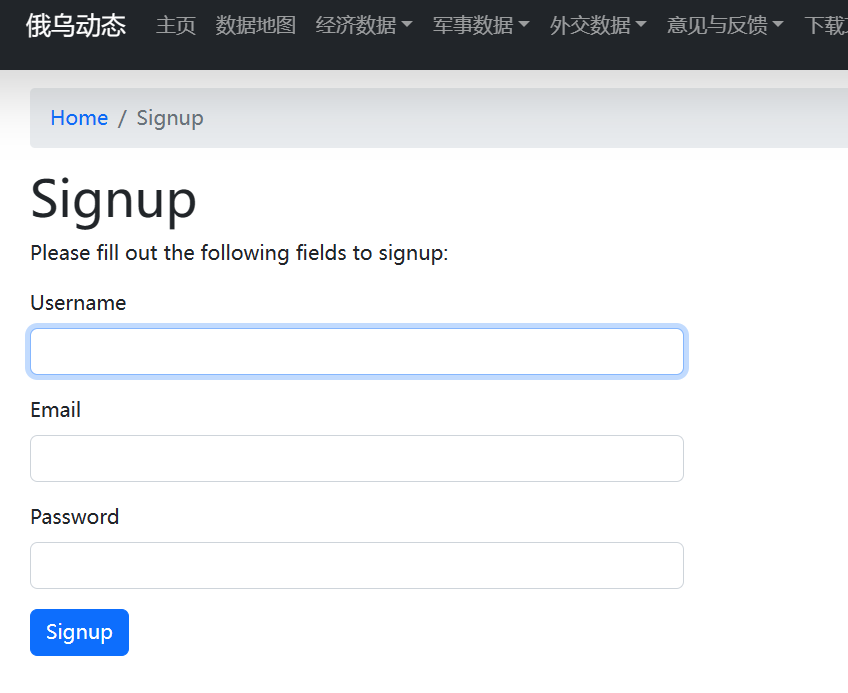 俄乌动态 主页 数据地图 经济数据 军事数据 外交数据 意见与反馈 下载
Home / Signup
Signup
Please fill out the following fields to signup:
Username
Email
Password
Signup